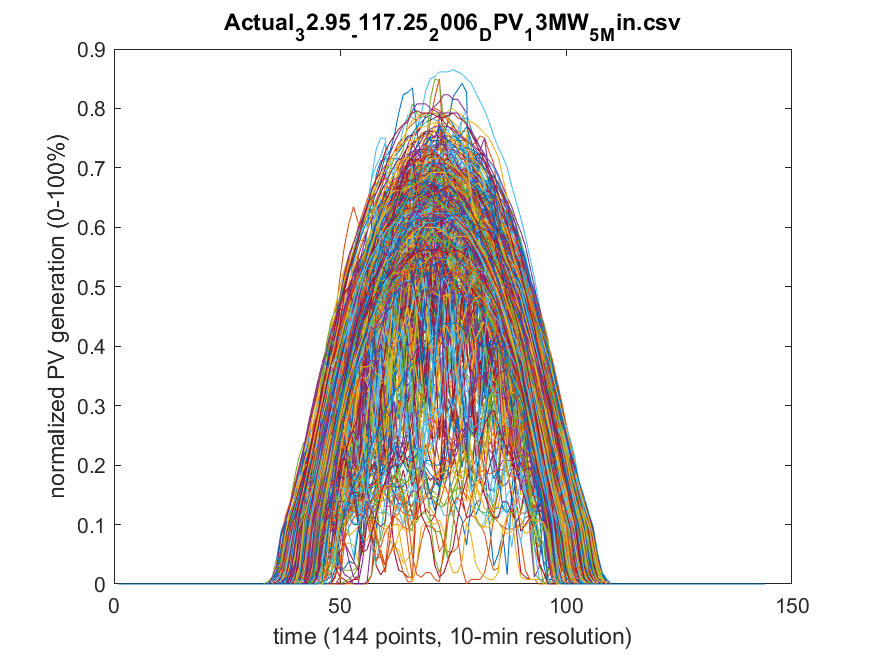 Actual_32.95_-117.25_2006_DPV_13MW_5Min.csv
normalized PV generation (0-100%)
0.9
0.8
0.7
0.6
0.5
0.4
0.3
0.2
0.1
0
0 50 100 150
time (144 points, 10-min resolution)